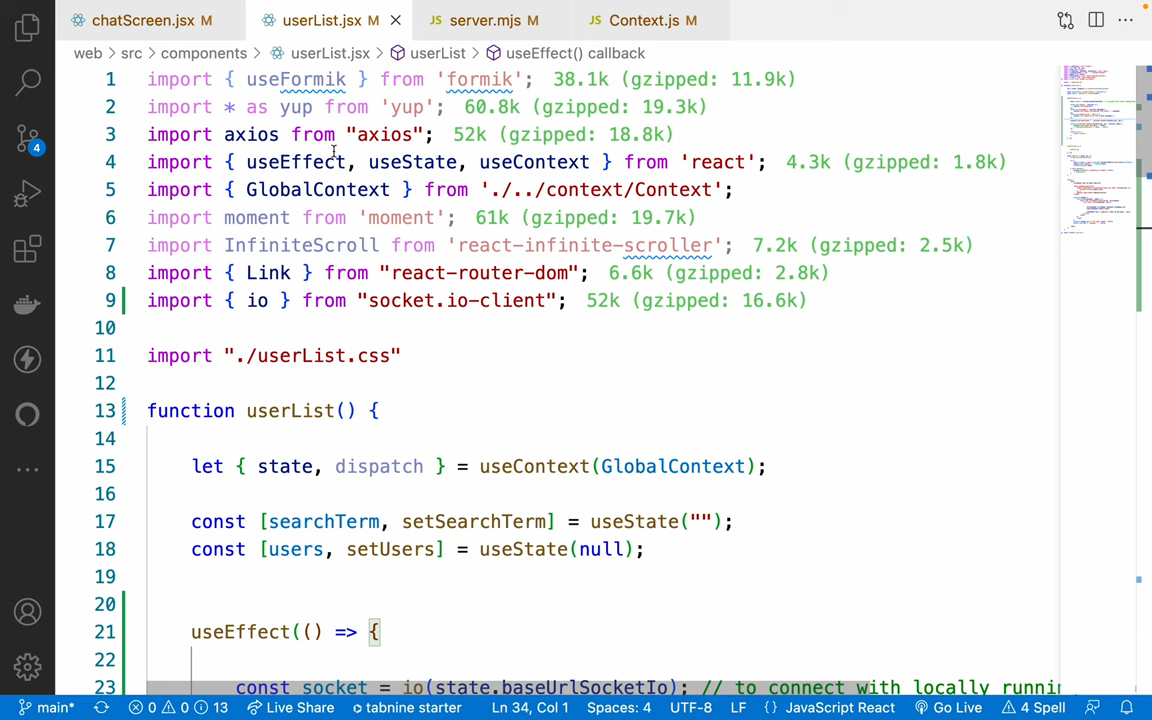 chatScreen.jsx M userList.jsx M JS server.mjs M JS Context.js M
web > src > components > userList.jsx > userList > useEffect() callback
1 import { useFormik } from 'formik'; 38.1k (gzipped: 11.9k)
2 import * as yup from 'yup'; 60.8k (gzipped: 19.3k)
3 import axios from "axios"; 52k (gzipped: 18.8k)
4 import { useEffect, useState, useContext } from 'react'; 4.3k (gzipped: 1.8k)
5 import { GlobalContext } from './../context/Context';
6 import moment from 'moment'; 61k (gzipped: 19.7k)
7 import InfiniteScroll from 'react-infinite-scroller'; 7.2k (gzipped: 2.5k)
8 import { Link } from "react-router-dom"; 6.6k (gzipped: 2.8k)
9 import { io } from "socket.io-client"; 52k (gzipped: 16.6k)
10
11 import "./userList.css"
12
13 function userList() {
14
15 let { state, dispatch } = useContext(GlobalContext);
16
17 const [searchTerm, setSearchTerm] = useState("");
18 const [users, setUsers] = useState(null);
19
20
21 useEffect(() => {
22
23 const socket = io(state.baseUrlSocketIo); // to connect with locally runnin
4
main* 0 0 13 Live Share tabnine starter Ln 34, Col 1 Spaces: 4 UTF-8 LF {} JavaScript React Go Live 4 Spell